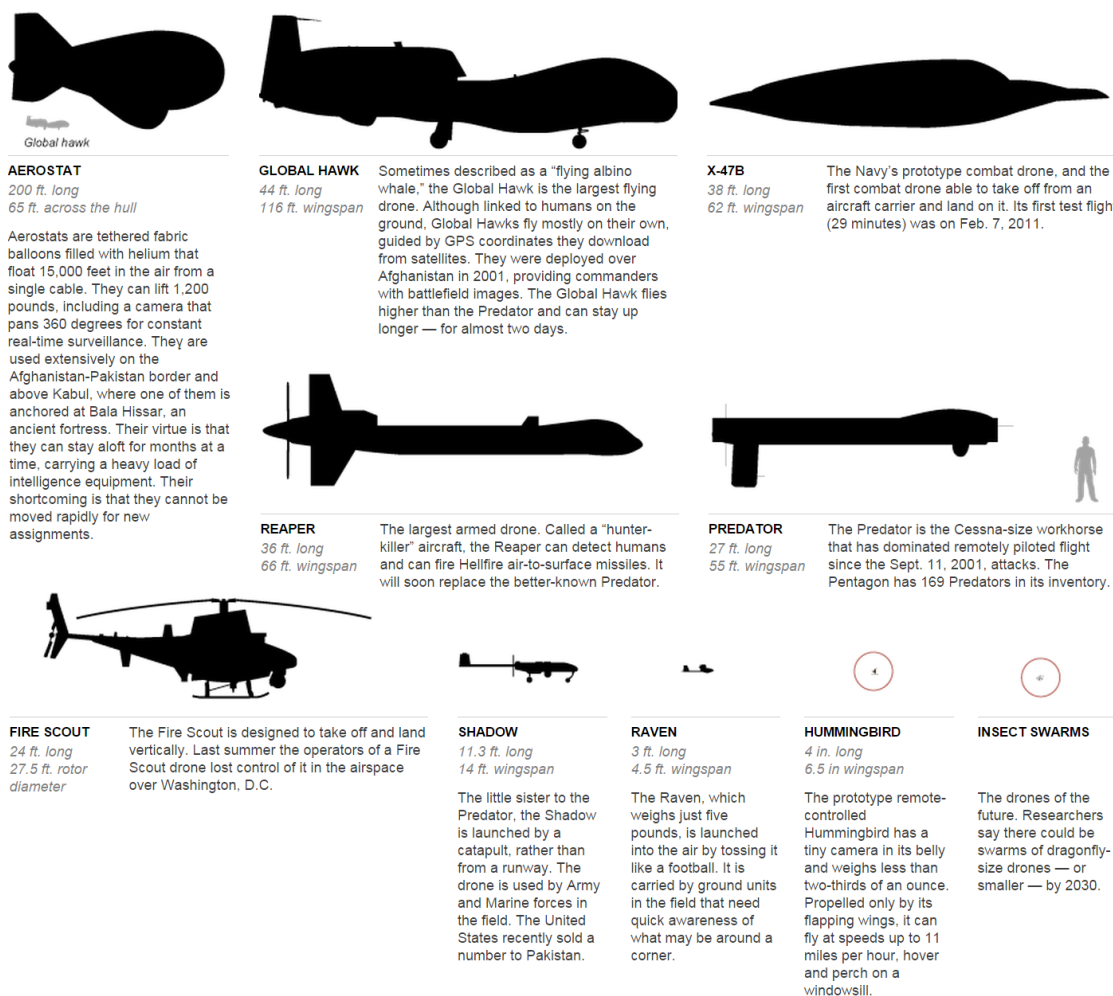 Global hawk
AEROSTAT
200 ft. long
65 ft. across the hull
Aerostats are tethered fabric
balloons filled with helium that
float 15,000 feet in the air from a
single cable. They can lift 1,200
pounds, including a camera that
pans 360 degrees for constant
real-time surveillance. They are
used extensively on the
Afghanistan-Pakistan border and
above Kabul, where one of them is
anchored at Bala Hissar, an
ancient fortress. Their virtue is that
they can stay aloft for months at a
time, carrying a heavy load of
intelligence equipment. Their
shortcoming is that they cannot be
moved rapidly for new
assignments.
GLOBAL HAWK
44 ft. long
116 ft. wingspan
Sometimes described as a “flying albino
whale,” the Global Hawk is the largest flying
drone. Although linked to humans on the
ground, Global Hawks fly mostly on their own,
guided by GPS coordinates they download
from satellites. They were deployed over
Afghanistan in 2001, providing commanders
with battlefield images. The Global Hawk flies
higher than the Predator and can stay up
longer — for almost two days.
X-47B
38 ft. long
62 ft. wingspan
The Navy’s prototype combat drone, and the
first combat drone able to take off from an
aircraft carrier and land on it. Its first test fligh
(29 minutes) was on Feb. 7, 2011.
REAPER
36 ft. long
66 ft. wingspan
The largest armed drone. Called a “hunter-
killer” aircraft, the Reaper can detect humans
and can fire Hellfire air-to-surface missiles. It
will soon replace the better-known Predator.
PREDATOR
27 ft. long
55 ft. wingspan
The Predator is the Cessna-size workhorse
that has dominated remotely piloted flight
since the Sept. 11, 2001, attacks. The
Pentagon has 169 Predators in its inventory.
FIRE SCOUT
24 ft. long
27.5 ft. rotor
diameter
The Fire Scout is designed to take off and land
vertically. Last summer the operators of a Fire
Scout drone lost control of it in the airspace
over Washington, D.C.
SHADOW
11.3 ft. long
14 ft. wingspan
The little sister to the
Predator, the Shadow
is launched by a
catapult, rather than
from a runway. The
drone is used by Army
and Marine forces in
the field. The United
States recently sold a
number to Pakistan.
RAVEN
3 ft. long
4.5 ft. wingspan
The Raven, which
weighs just five
pounds, is launched
into the air by tossing it
like a football. It is
carried by ground units
in the field that need
quick awareness of
what may be around a
corner.
HUMMINGBIRD
4 in. long
6.5 in wingspan
The prototype remote-
controlled
Hummingbird has a
tiny camera in its belly
and weighs less than
two-thirds of an ounce.
Propelled only by its
flapping wings, it can
fly at speeds up to 11
miles per hour, hover
and perch on a
windowsill.
INSECT SWARMS
The drones of the
future. Researchers
say there could be
swarms of dragonfly-
size drones — or
smaller — by 2030.